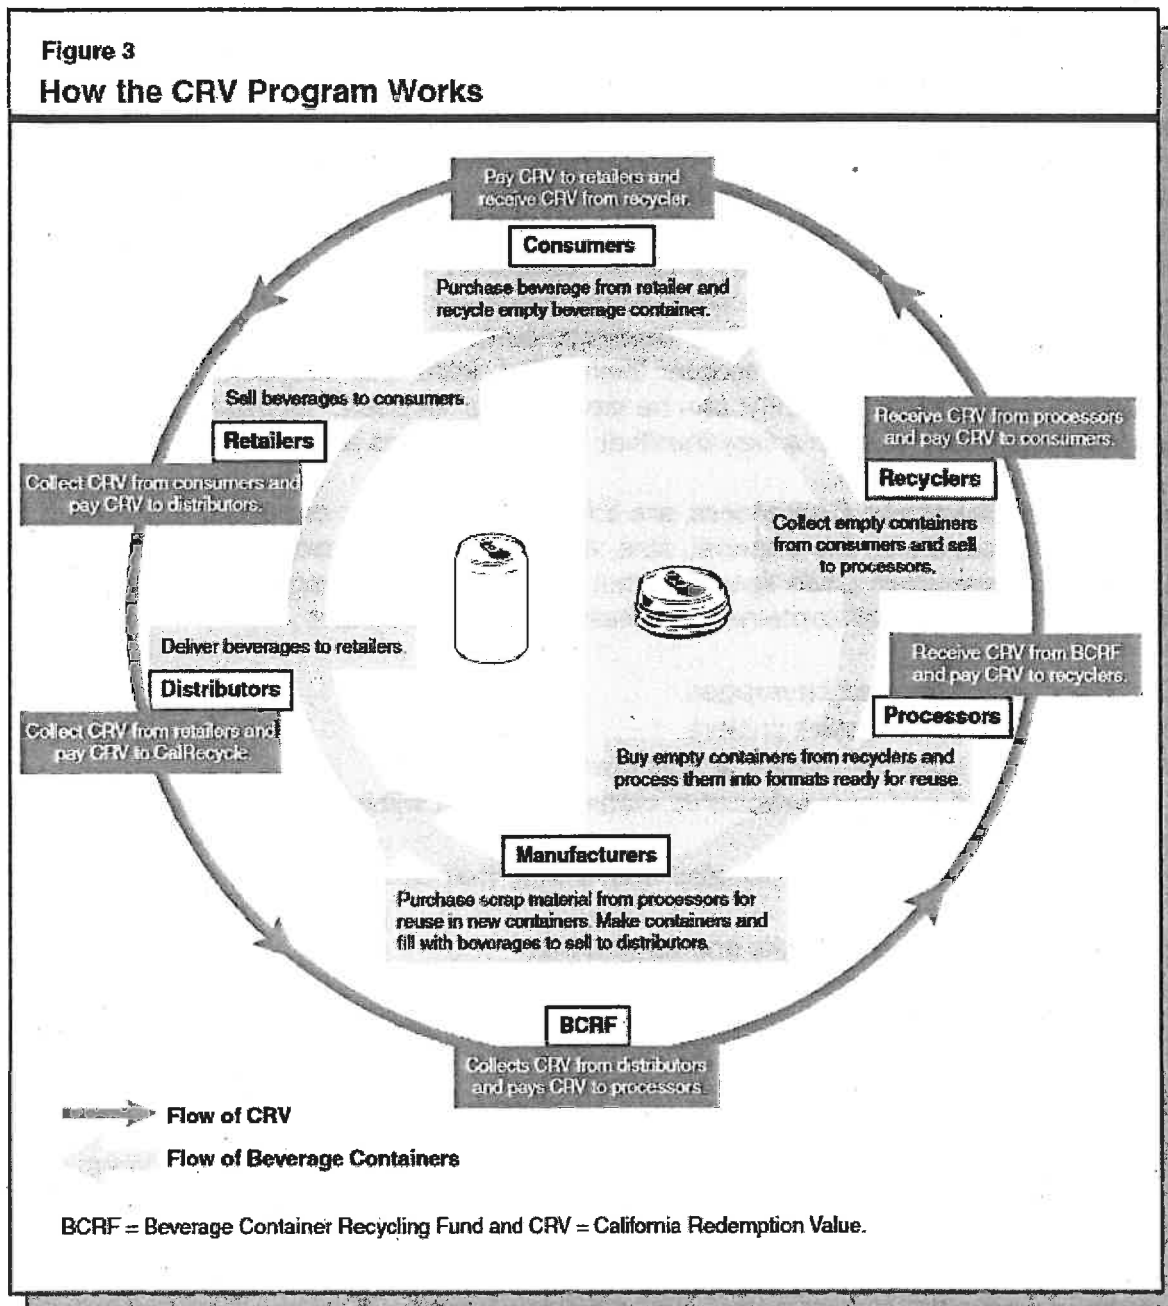 Figure 3
How the CRV Program Works
Pay CRV to retailers and
receive CRV from recycler.
Consumers
Purchase beverage from retailer and
recycle empty beverage container.
Sell beverages to consumers.
Retailers
Collect CRV from consumers and
pay CRV to distributors.
Receive CRV from processors
and pay CRV to consumers.
Recyclers
Collect empty containers
from consumers and sell
to processors.
Deliver beverages to retailers.
Distributors
Collect CRV from retailers and
pay CRV to CalRecycle.
Receive CRV from BCRF
and pay CRV to recyclers.
Processors
Buy empty containers from recyclers and
process them into formats ready for reuse.
Manufacturers
Purchase scrap material from processors for
reuse in new containers. Make containers and
fill with beverages to sell to distributors.
BCRF
Collects CRV from distributors
and pays CRV to processors.
Flow of CRV
Flow of Beverage Containers
BCRF = Beverage Container Recycling Fund and CRV = California Redemption Value.